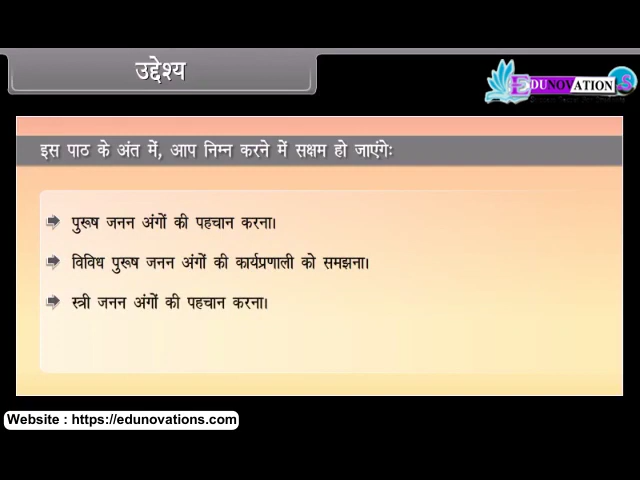 उद्देश्य
EDUNOVATIONS
इस पाठ के अंत में, आप निम्न करने में सक्षम हो जाएंगे:
पुरूष जनन अंगों की पहचान करना।
विविध पुरूष जनन अंगों की कार्यप्रणाली को समझना।
स्त्री जनन अंगों की पहचान करना।
Website : https://edunovations.com